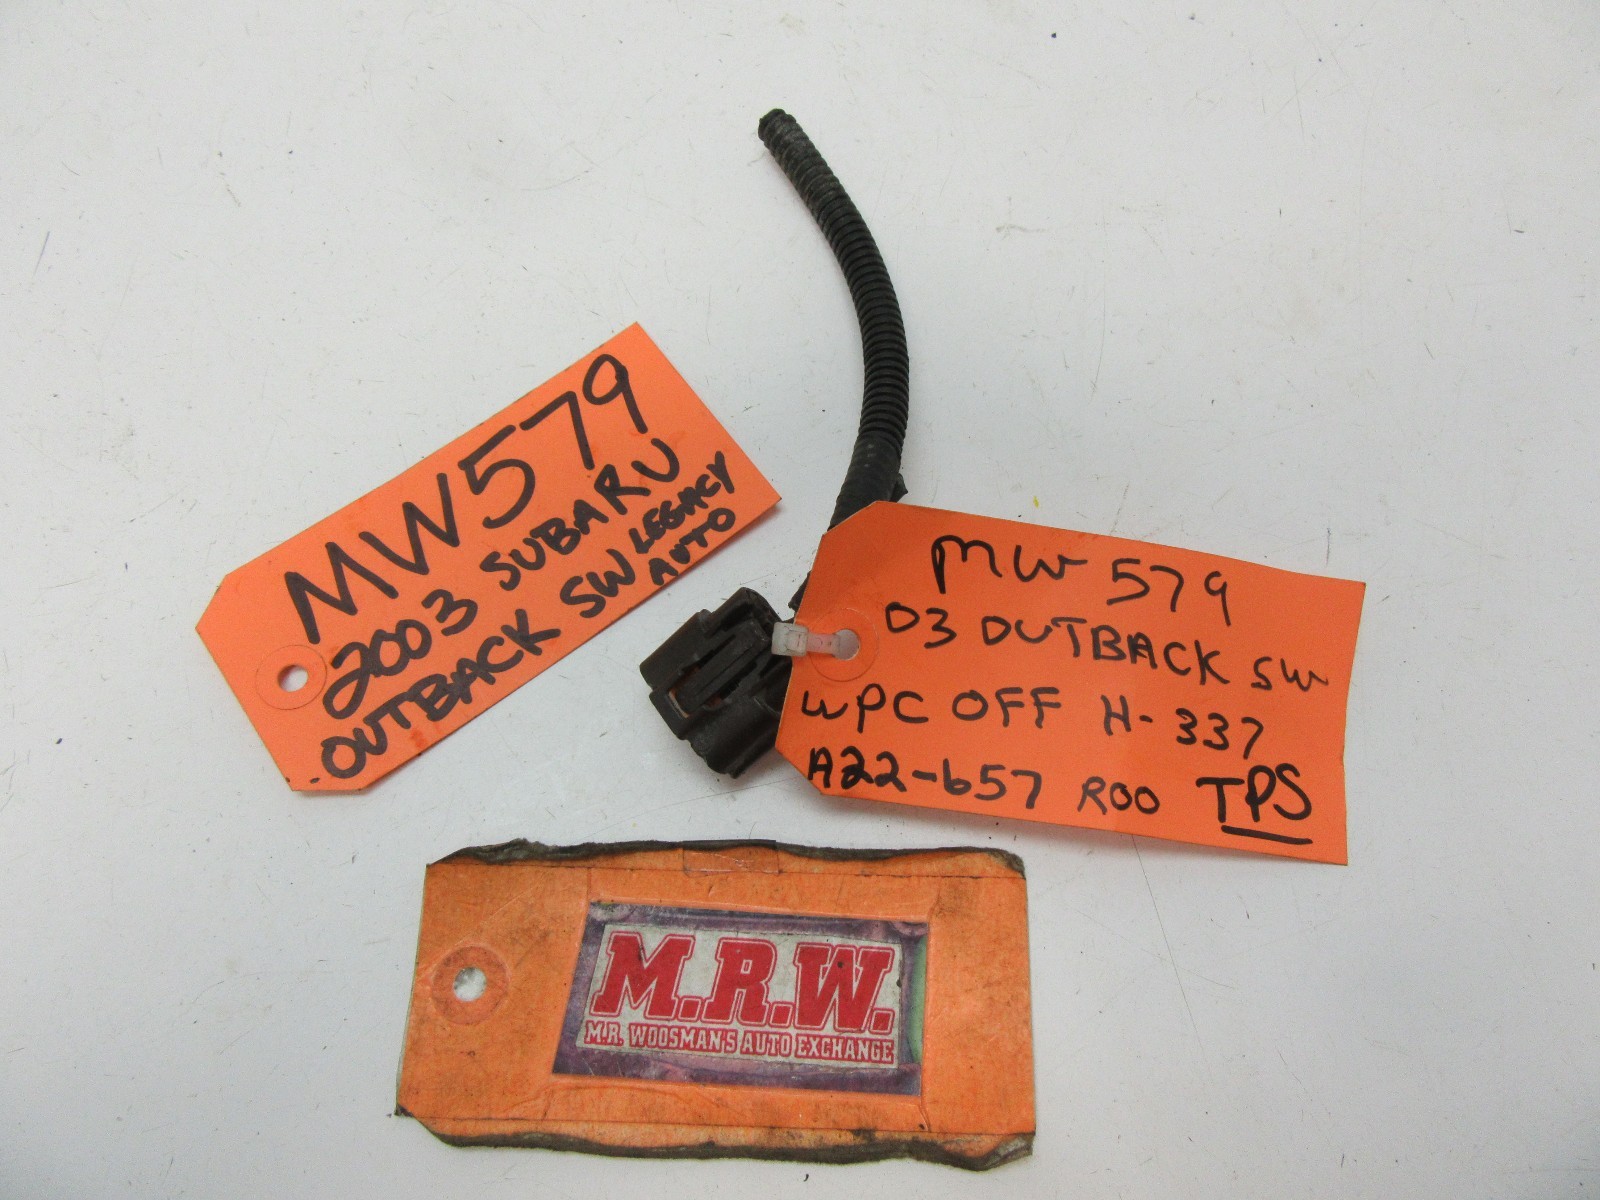 MW579
2003 SUBARU
OUTBACK SW LEGACY
AUTO
MW 579
03 OUTBACK SW
WPC OFF H-337
A22-657 ROO TPS
M.R.W.
M.R. WOOSMAN'S AUTO EXCHANGE